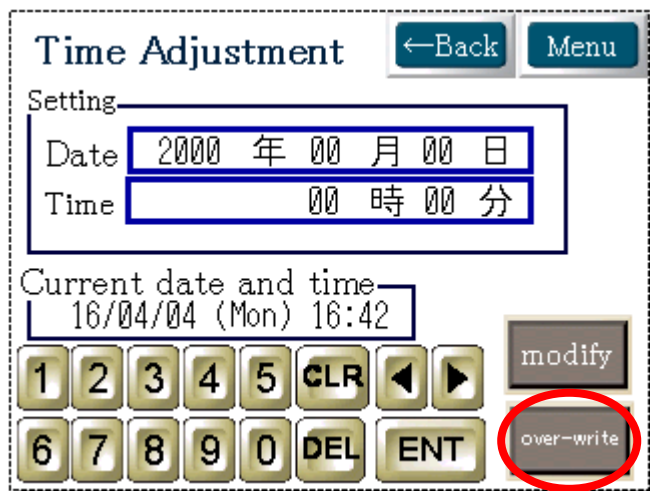 Time Adjustment ←Back Menu
Setting
Date 2000 年 00 月 00 日
Time 00 時 00 分
Current date and time
16/04/04 (Mon) 16:42
1 2 3 4 5 CLR ◀ ▶ modify
6 7 8 9 0 DEL ENT over-write